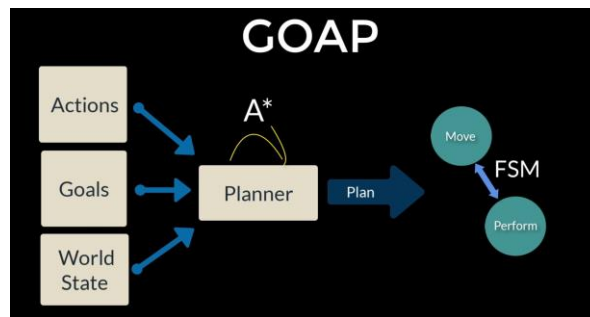 GOAP
Actions
A*
Goals
Planner
Plan
Move
FSM
Perform
World
State